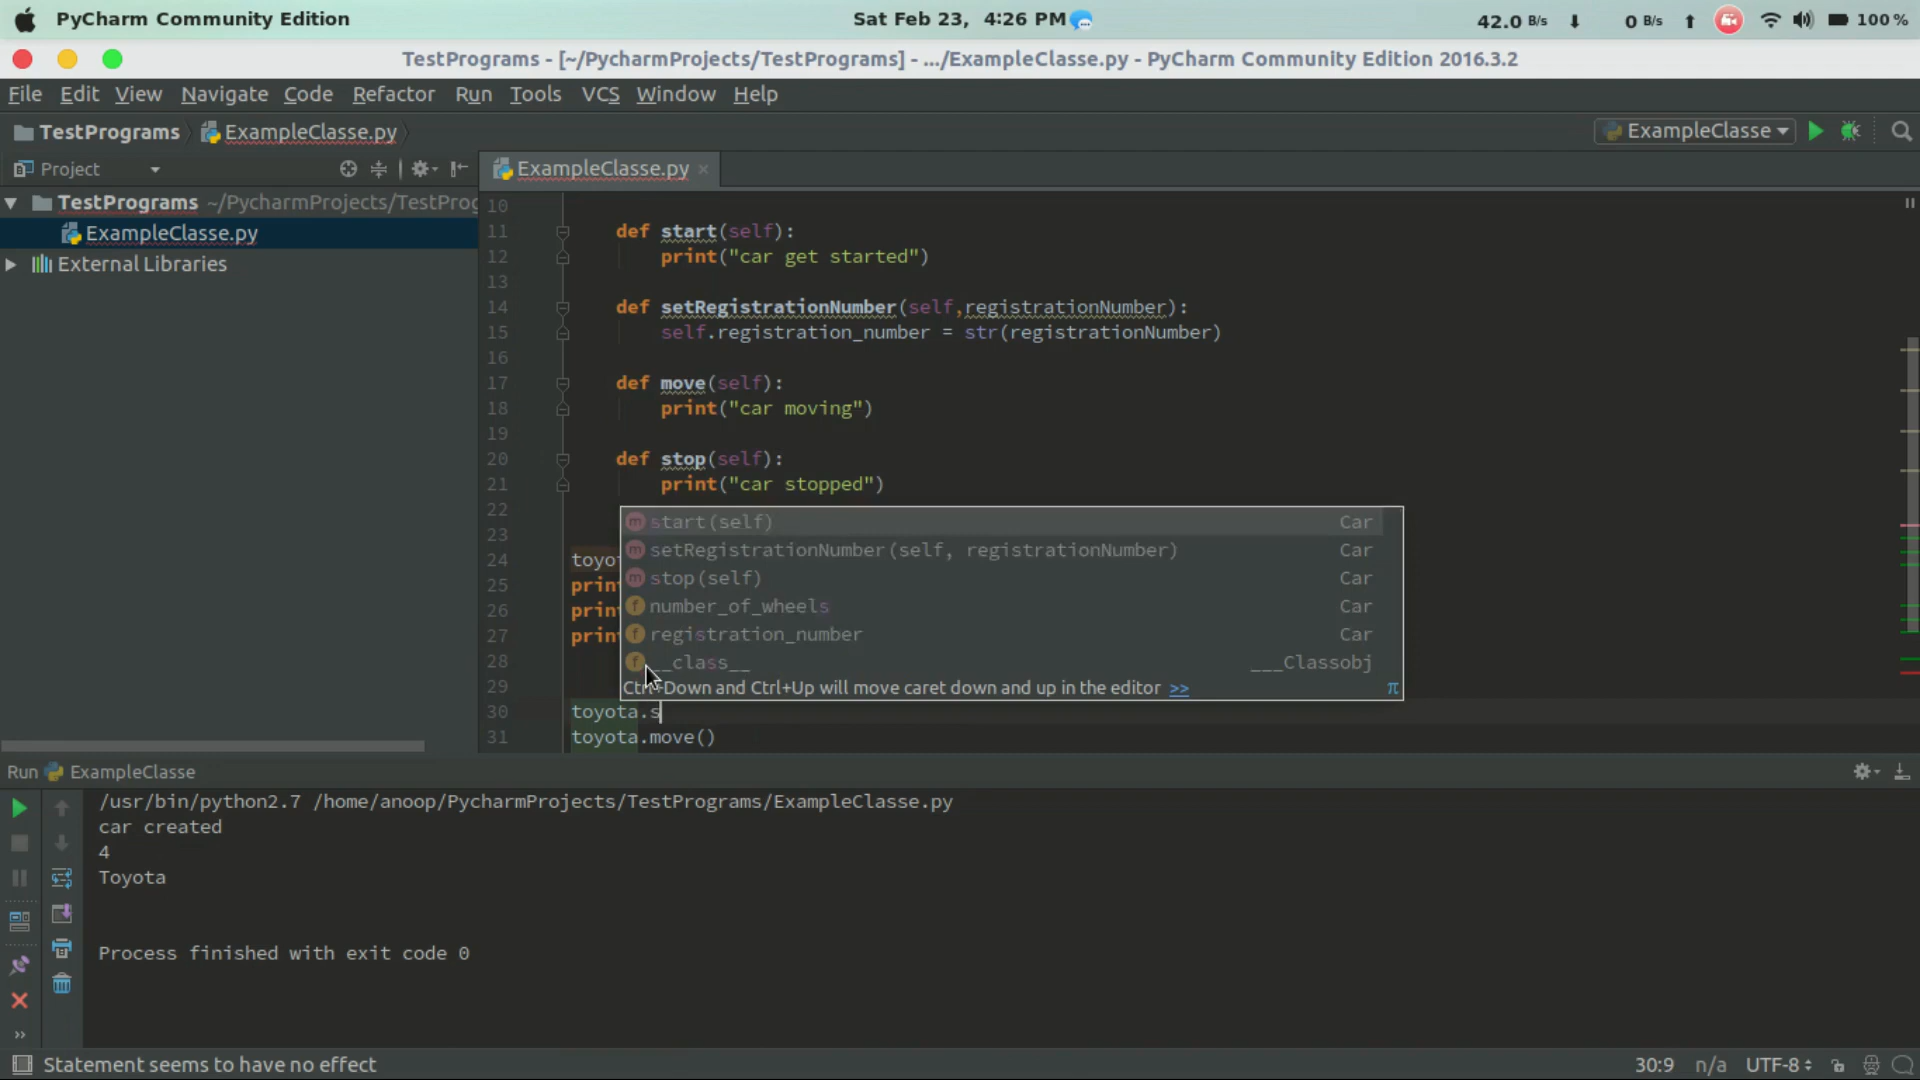 PyCharm Community Edition
Sat Feb 23, 4:26 PM
42.0 B/s 0 B/s 100 %
TestPrograms - [~/PycharmProjects/TestPrograms] - .../ExampleClasse.py - PyCharm Community Edition 2016.3.2
File Edit View Navigate Code Refactor Run Tools VCS Window Help
TestPrograms ExampleClasse.py
ExampleClasse
Project
ExampleClasse.py
TestPrograms ~/PycharmProjects/TestProg
ExampleClasse.py
External Libraries
10
11 def start(self):
12 print("car get started")
13
14 def setRegistrationNumber(self,registrationNumber):
15 self.registration_number = str(registrationNumber)
16
17 def move(self):
18 print("car moving")
19
20 def stop(self):
21 print("car stopped")
22
23
24 toyot
25 prin
26 prin
27 prin
28
29
30 toyota.s
31 toyota.move()
m start(self) Car
m setRegistrationNumber(self, registrationNumber) Car
m stop(self) Car
f number_of_wheels Car
f registration_number Car
f __class__ ___Classobj
Ctrl+Down and Ctrl+Up will move caret down and up in the editor >> π
Run ExampleClasse
/usr/bin/python2.7 /home/anoop/PycharmProjects/TestPrograms/ExampleClasse.py
car created
4
Toyota
Process finished with exit code 0
Statement seems to have no effect
30:9 n/a UTF-8